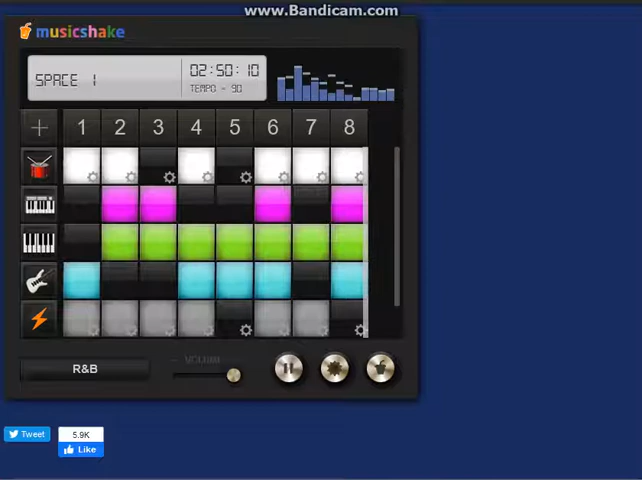 www.Bandicam.com
musicshake
SPACE 1
02:50:10
TEMPO - 90
1 2 3 4 5 6 7 8
VOLUME
R&B
Tweet
5.9K
Like